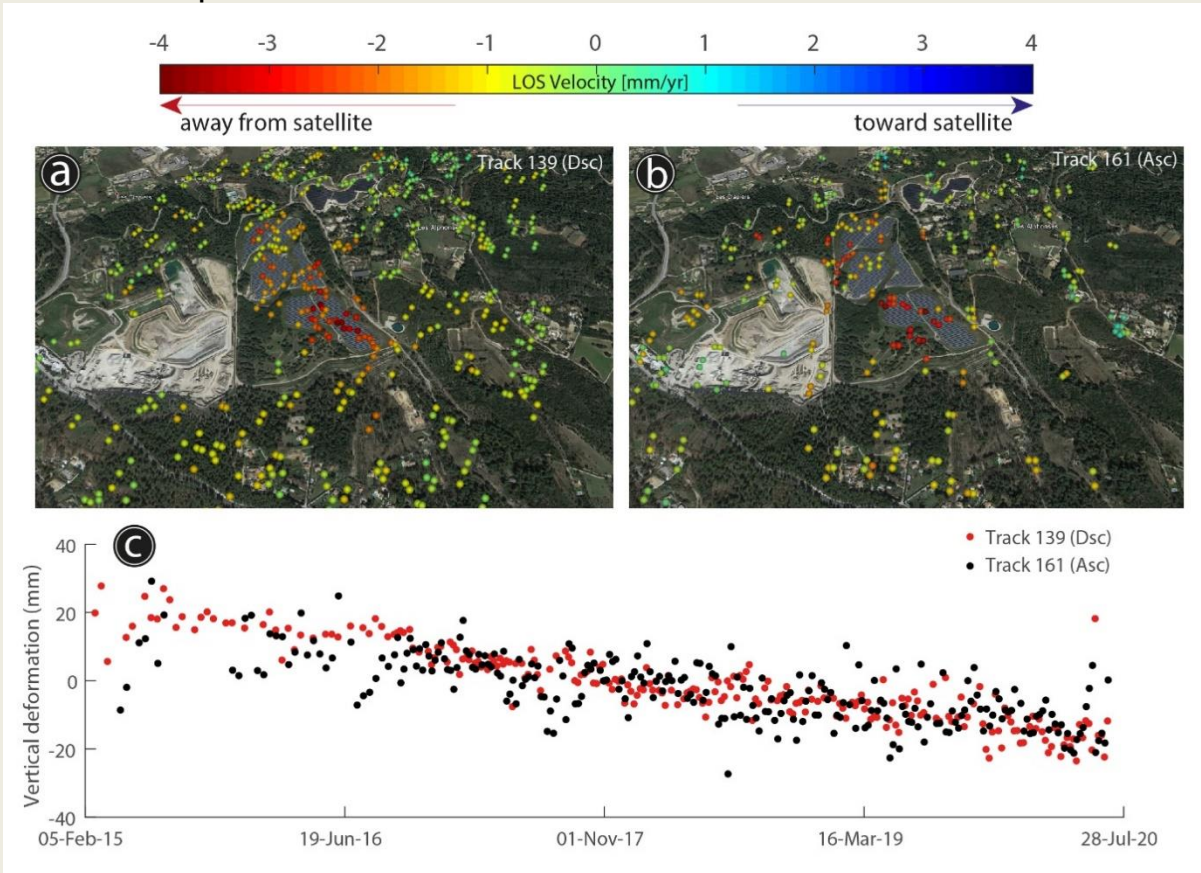 -4 -3 -2 -1 0 1 2 3 4
LOS Velocity [mm/yr]
away from satellite toward satellite
a Track 139 (Dsc)
b Track 161 (Asc)
c
Track 139 (Dsc)
Track 161 (Asc)
Vertical deformation (mm)
40
20
0
-20
-40
05-Feb-15 19-Jun-16 01-Nov-17 16-Mar-19 28-Jul-20